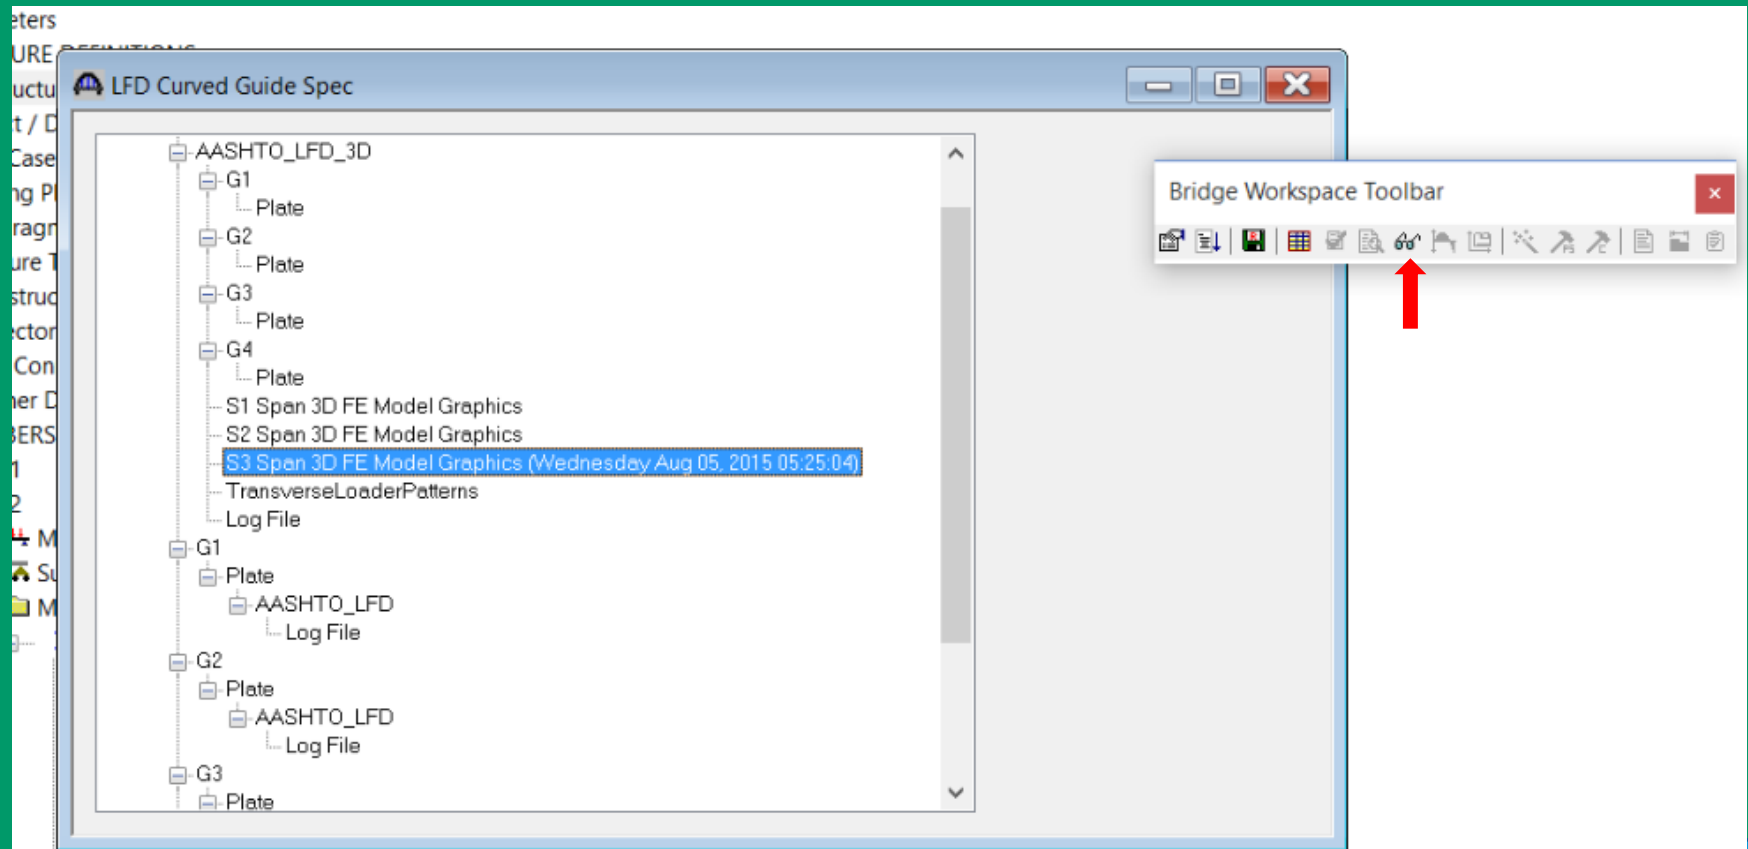 eters
URE DEFINITIONS
uctu
LFD Curved Guide Spec
t / D
Case
ng Pl
ragr
ure T
struc
ector
Con
ner D
BERS
1
2
M
Su
M
AASHTO_LFD_3D
G1
Plate
G2
Plate
G3
Plate
G4
Plate
S1 Span 3D FE Model Graphics
S2 Span 3D FE Model Graphics
S3 Span 3D FE Model Graphics (Wednesday Aug 05, 2015 05:25:04)
TransverseLoaderPatterns
Log File
G1
Plate
AASHTO_LFD
Log File
G2
Plate
AASHTO_LFD
Log File
G3
Plate
Bridge Workspace Toolbar